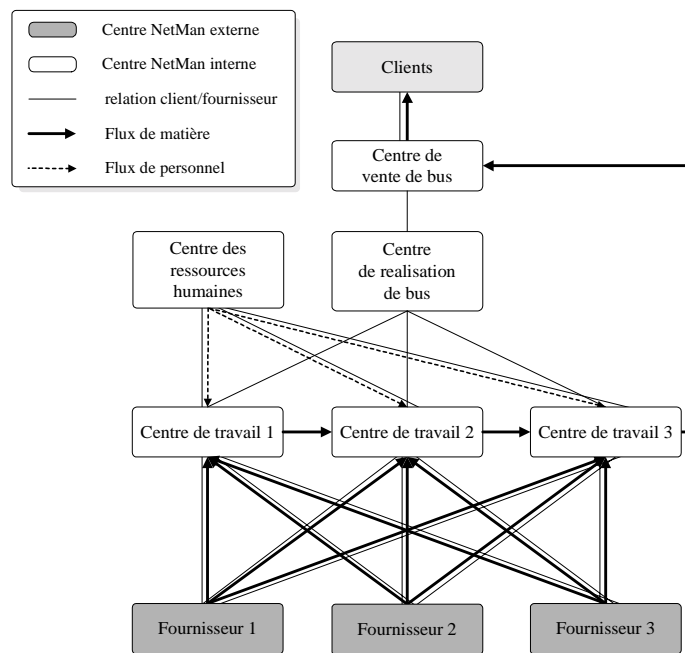 Centre NetMan externe
Centre NetMan interne
relation client/fournisseur
Flux de matière
Flux de personnel
Clients
Centre de
vente de bus
Centre des
ressources
humaines
Centre
de realisation
de bus
Centre de travail 1
Centre de travail 2
Centre de travail 3
Fournisseur 1
Fournisseur 2
Fournisseur 3